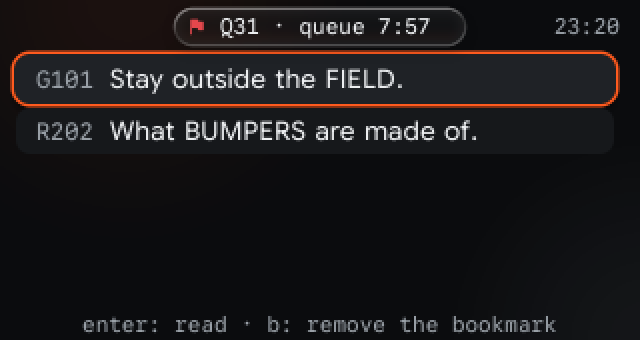 Q31 · queue 7:57
23:20
G101 Stay outside the FIELD.
R202 What BUMPERS are made of.
enter: read · b: remove the bookmark